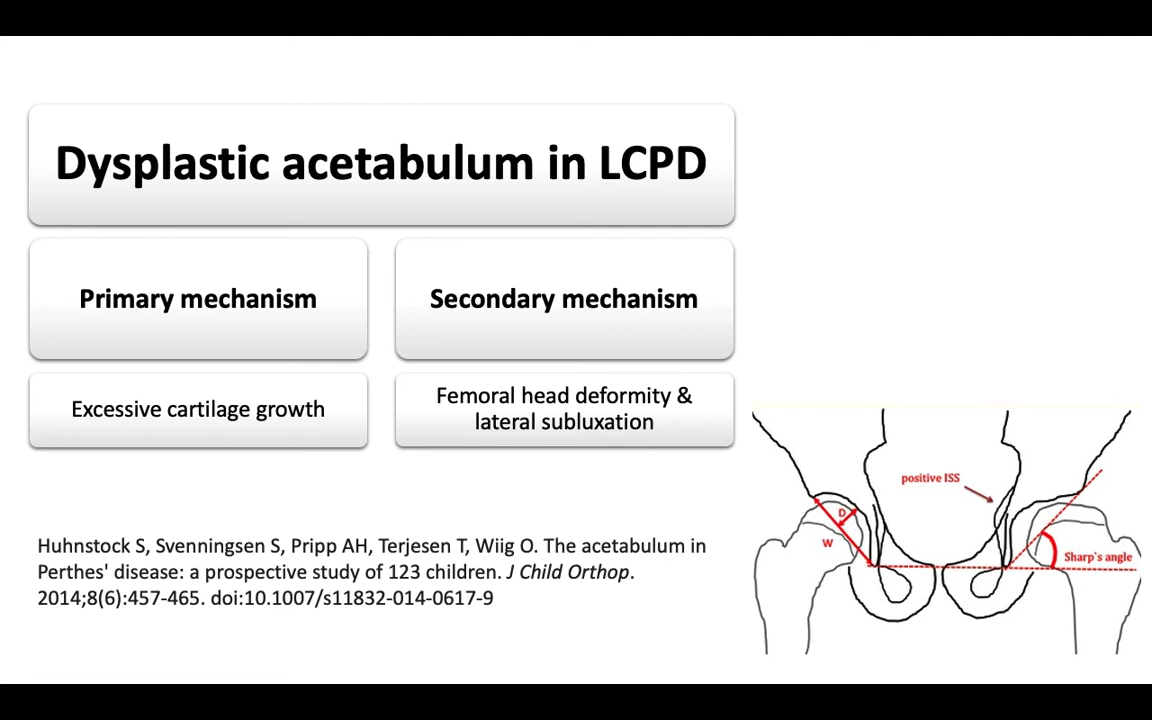 Dysplastic acetabulum in LCPD
Primary mechanism
Secondary mechanism
Excessive cartilage growth
Femoral head deformity &
lateral subluxation
Huhnstock S, Svenningsen S, Pripp AH, Terjesen T, Wiig O. The acetabulum in
Perthes' disease: a prospective study of 123 children. J Child Orthop.
2014;8(6):457-465. doi:10.1007/s11832-014-0617-9
positive ISS
D
W
Sharp`s angle